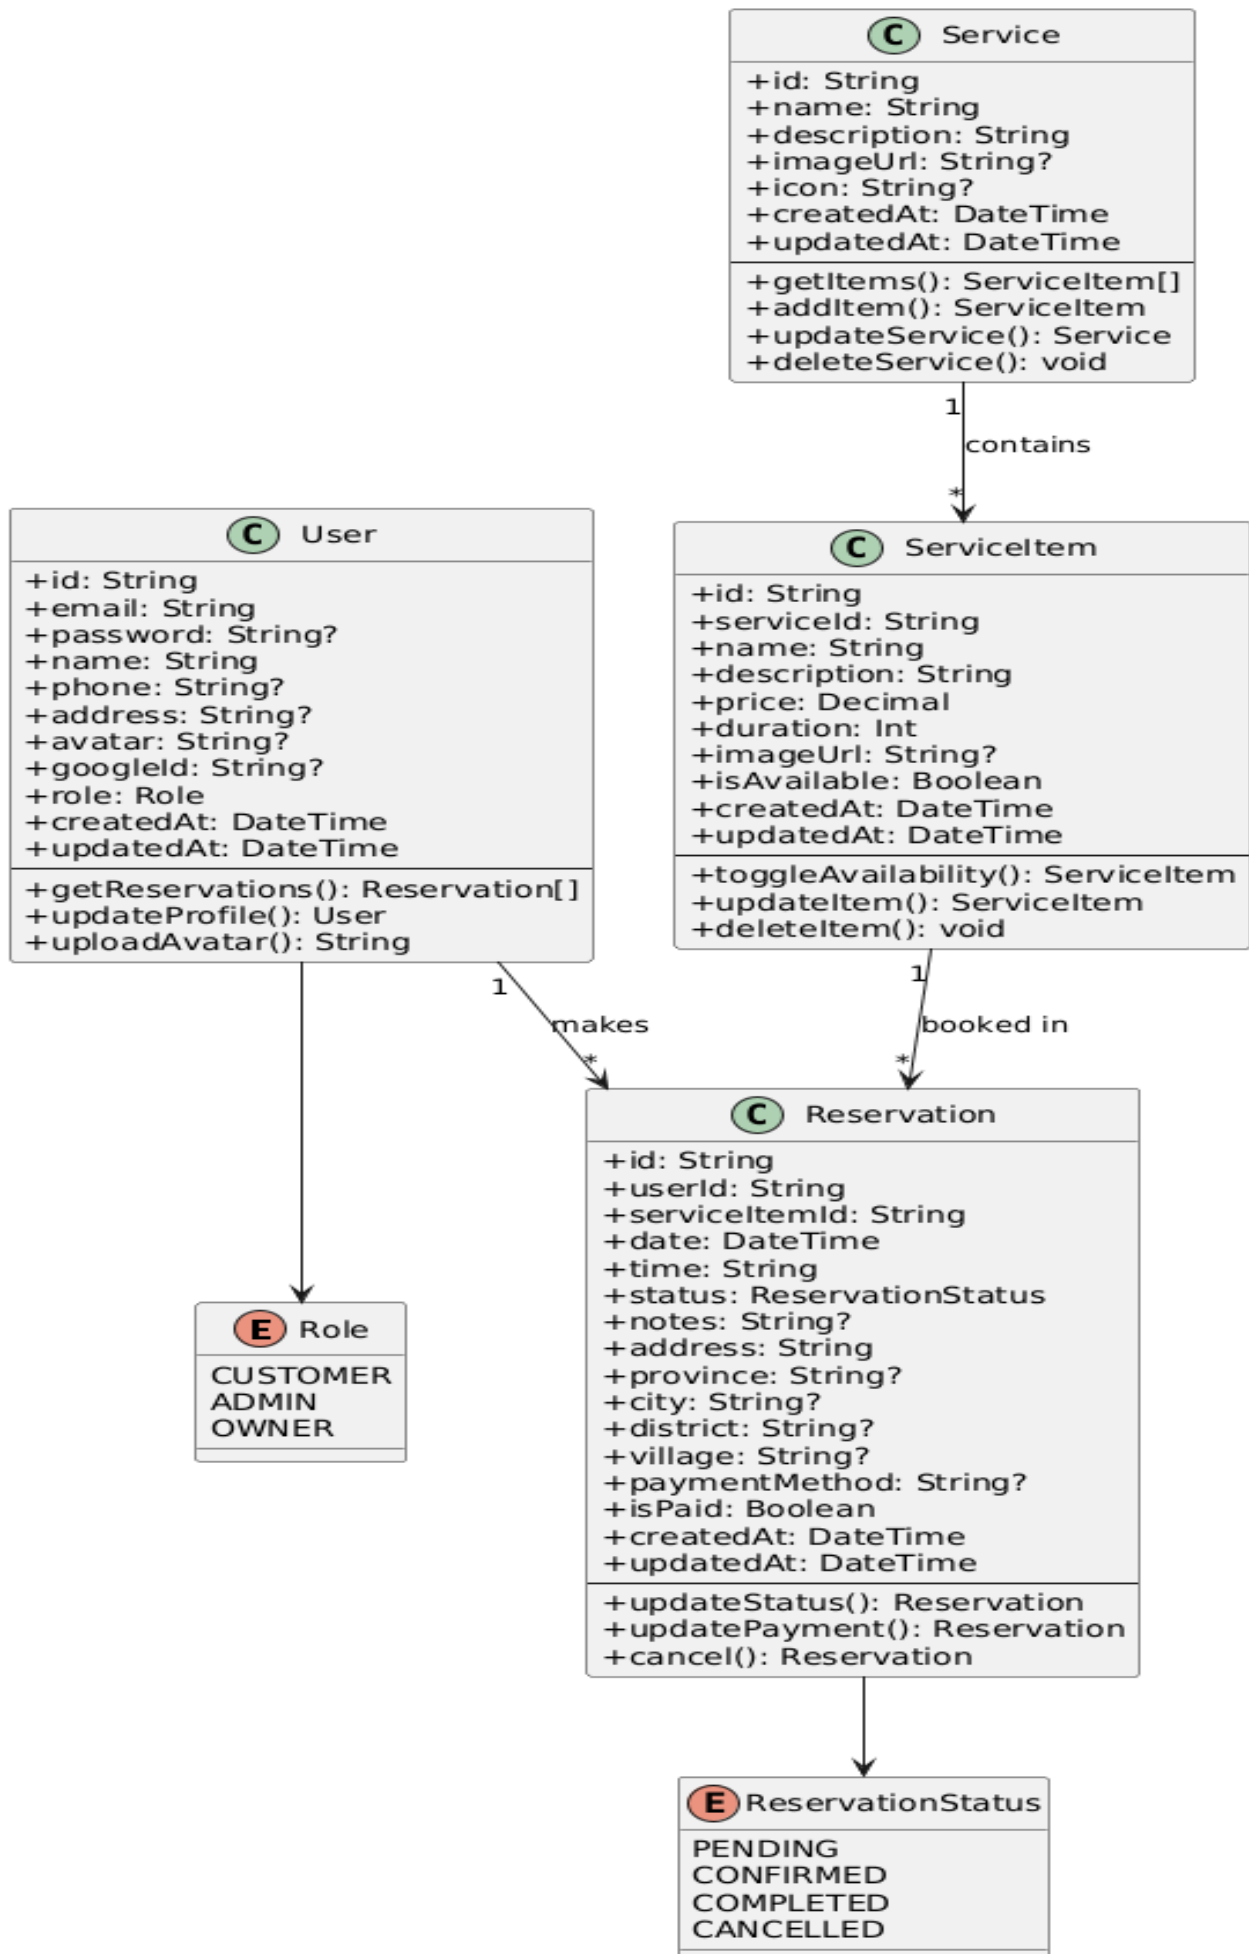 C Service
+id: String
+name: String
+description: String
+imageUrl: String?
+icon: String?
+createdAt: DateTime
+updatedAt: DateTime
+getItems(): ServiceItem[]
+addItem(): ServiceItem
+updateService(): Service
+deleteService(): void
1
contains
*
C User
+id: String
+email: String
+password: String?
+name: String
+phone: String?
+address: String?
+avatar: String?
+googleId: String?
+role: Role
+createdAt: DateTime
+updatedAt: DateTime
+getReservations(): Reservation[]
+updateProfile(): User
+uploadAvatar(): String
C ServiceItem
+id: String
+serviceId: String
+name: String
+description: String
+price: Decimal
+duration: Int
+imageUrl: String?
+isAvailable: Boolean
+createdAt: DateTime
+updatedAt: DateTime
+toggleAvailability(): ServiceItem
+updateItem(): ServiceItem
+deleteItem(): void
1
makes
*
1
booked in
*
C Reservation
+id: String
+userId: String
+serviceItemId: String
+date: DateTime
+time: String
+status: ReservationStatus
+notes: String?
+address: String
+province: String?
+city: String?
+district: String?
+village: String?
+paymentMethod: String?
+isPaid: Boolean
+createdAt: DateTime
+updatedAt: DateTime
+updateStatus(): Reservation
+updatePayment(): Reservation
+cancel(): Reservation
E Role
CUSTOMER
ADMIN
OWNER
E ReservationStatus
PENDING
CONFIRMED
COMPLETED
CANCELLED